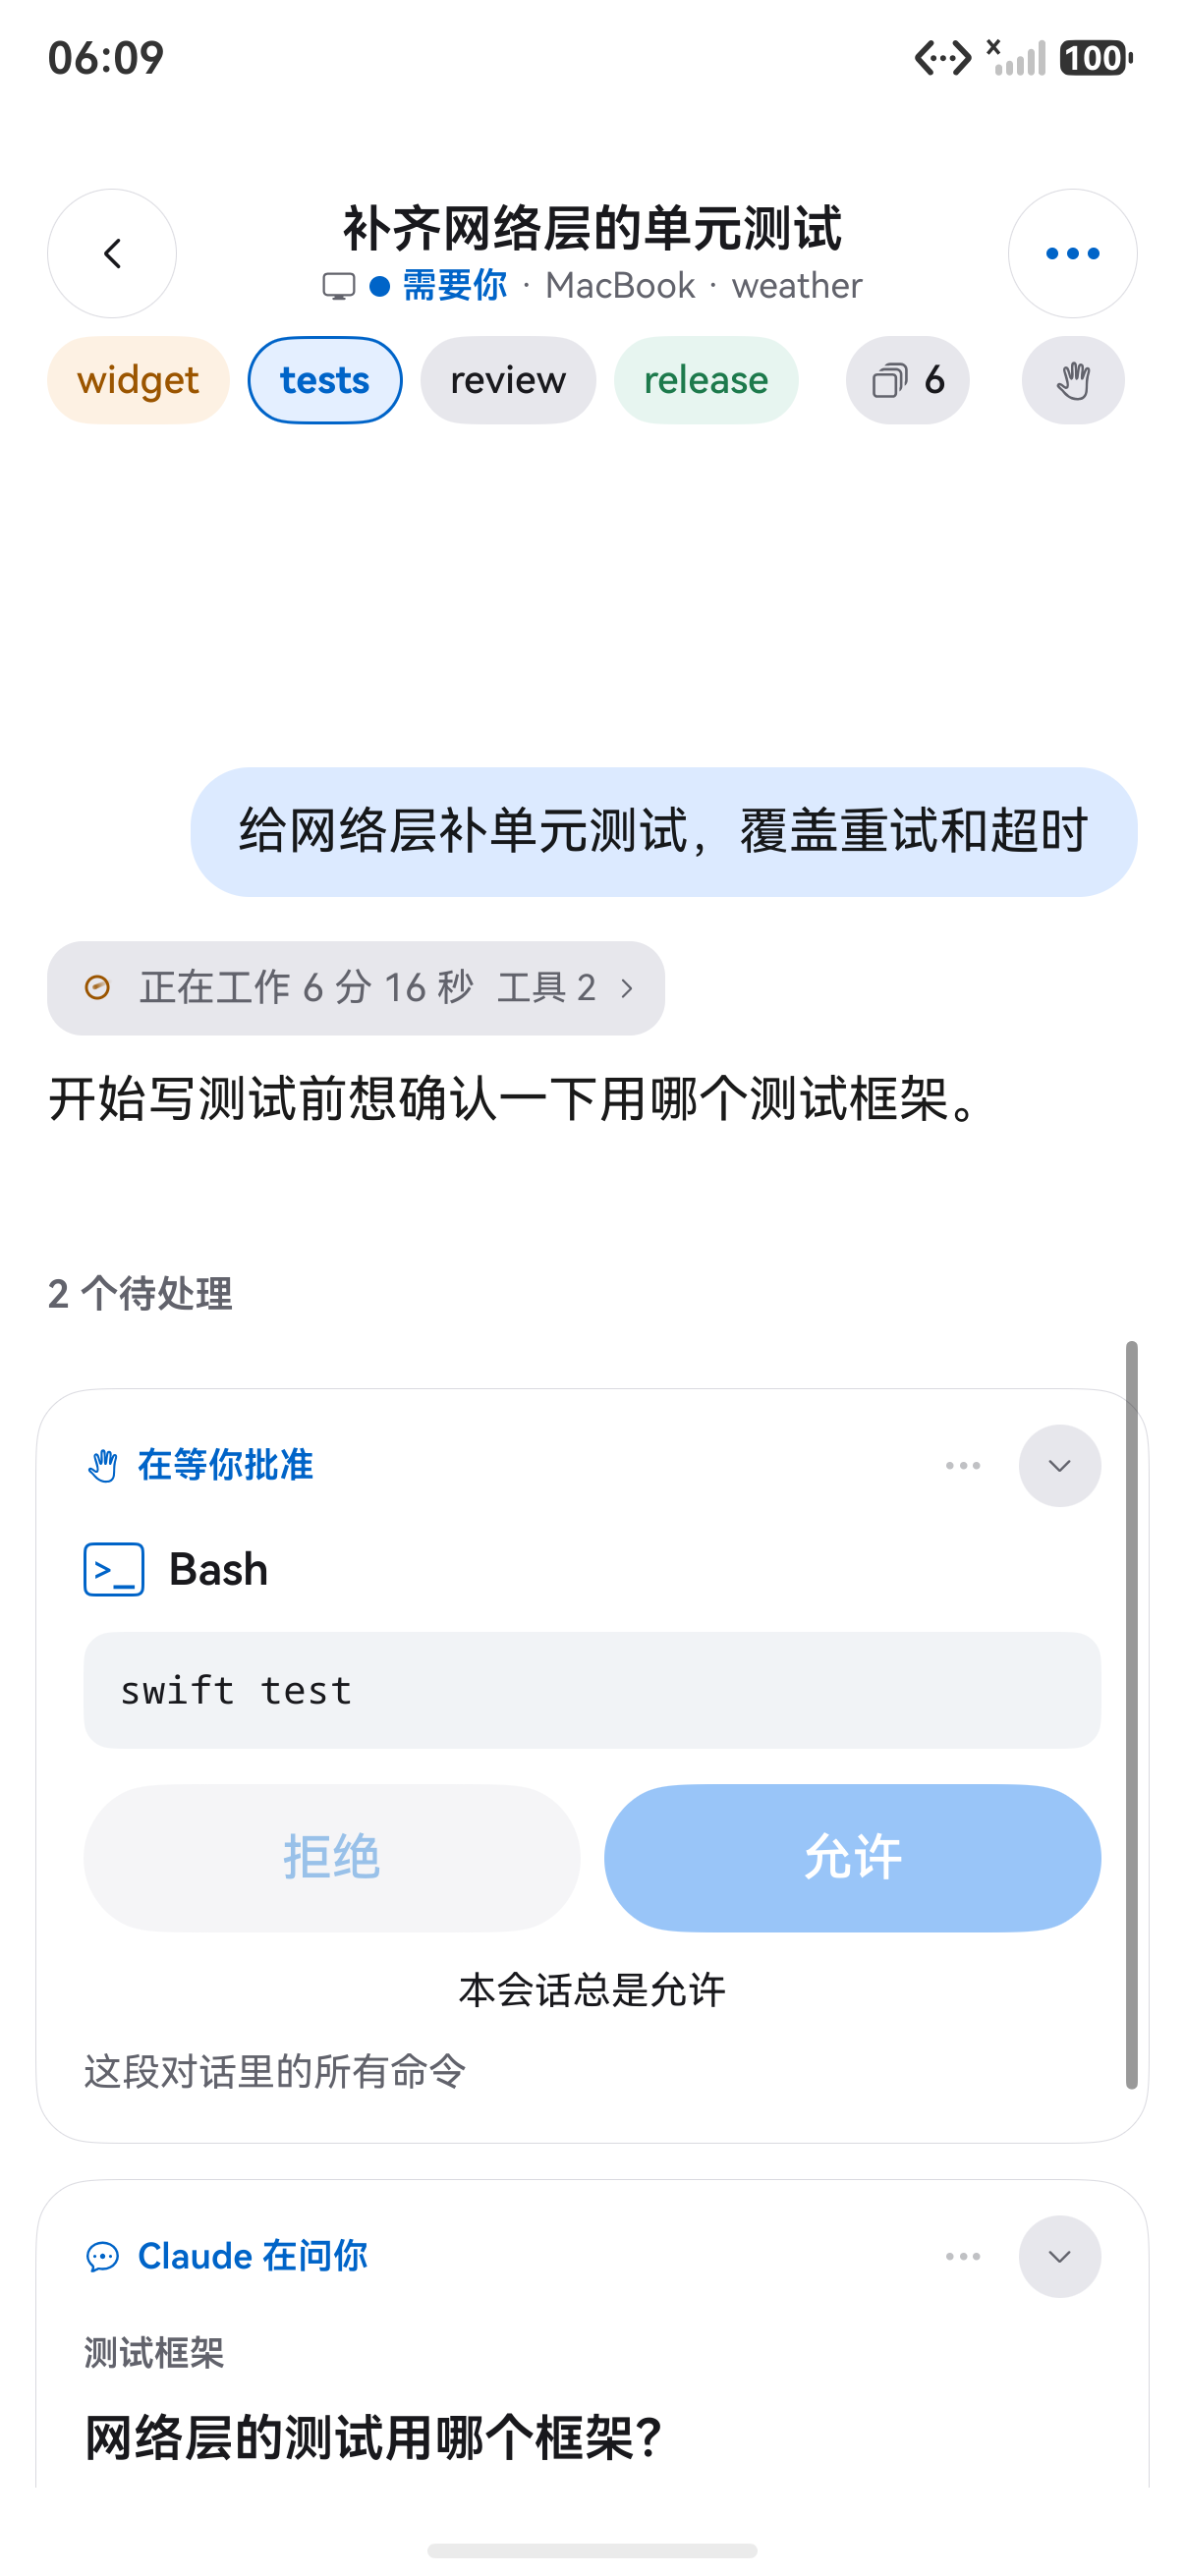 06:09
100
补齐网络层的单元测试
需要你 · MacBook · weather
widget tests review release 6
给网络层补单元测试，覆盖重试和超时
正在工作 6 分 16 秒 工具 2
开始写测试前想确认一下用哪个测试框架。
2 个待处理
在等你批准
>_ Bash
swift test
拒绝 允许
本会话总是允许
这段对话里的所有命令
Claude 在问你
测试框架
网络层的测试用哪个框架？